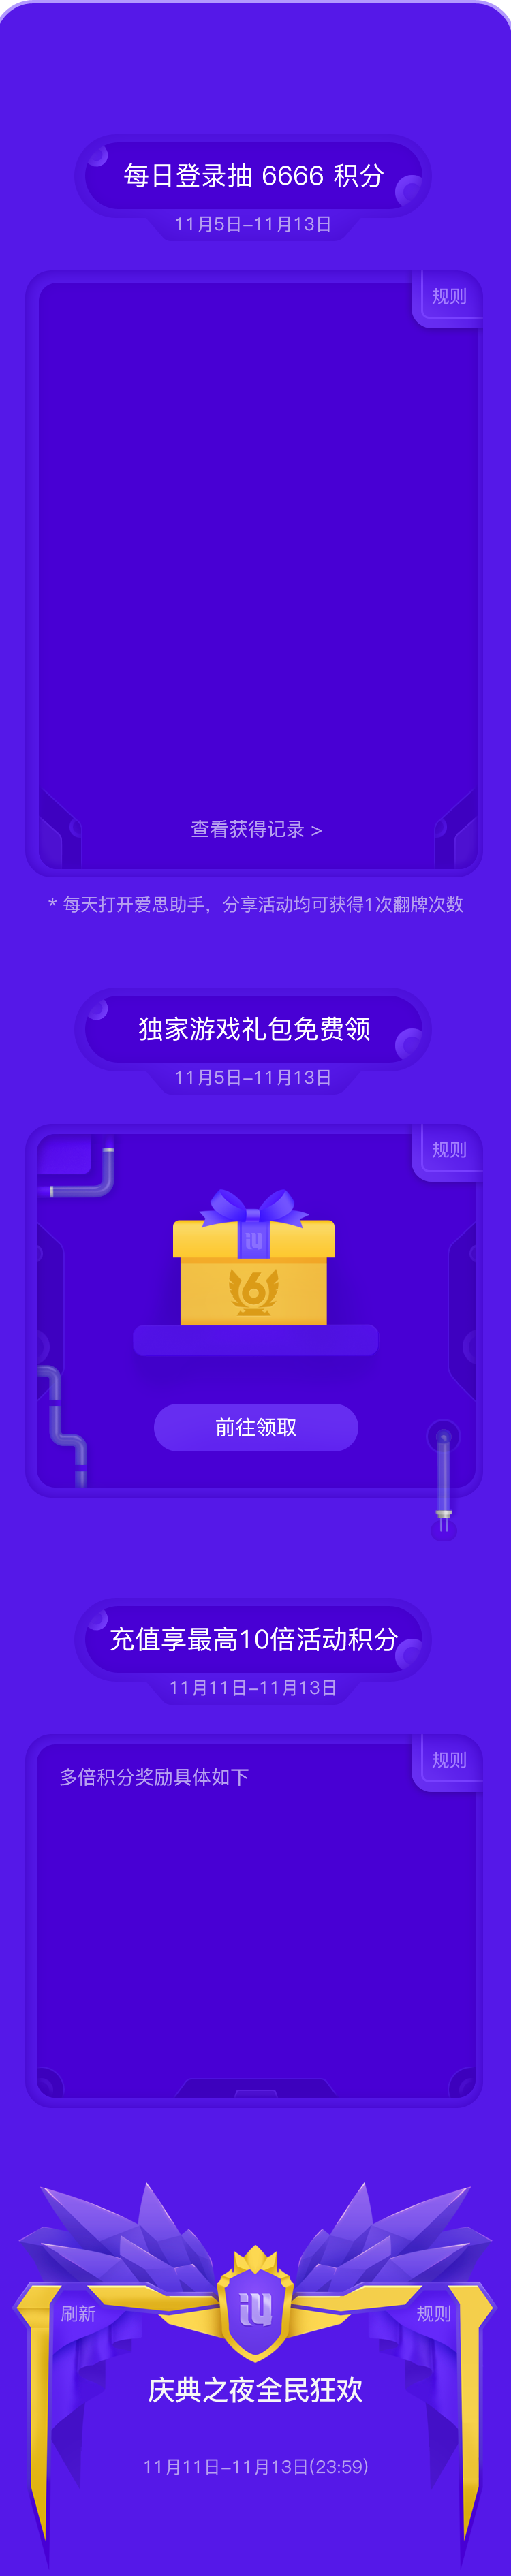 每日登录抽 6666 积分
11月5日-11月13日
规则
查看获得记录 >
* 每天打开爱思助手，分享活动均可获得1次翻牌次数
独家游戏礼包免费领
11月5日-11月13日
规则
iU
6
前往领取
充值享最高10倍活动积分
11月11日-11月13日
规则
多倍积分奖励具体如下
刷新
规则
iU
庆典之夜全民狂欢
11月11日-11月13日(23:59)